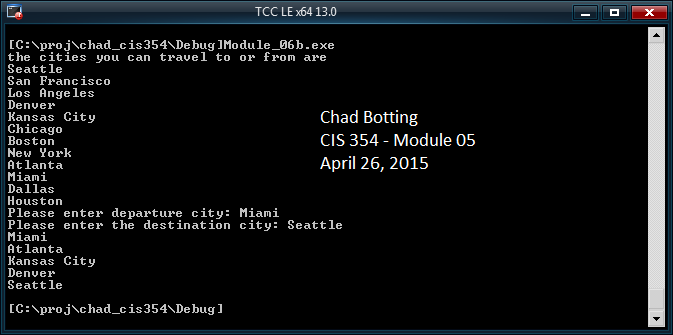 TCC LE x64 13.0
[C:\proj\chad_cis354\Debug]Module_06b.exe
the cities you can travel to or from are
Seattle
San Francisco
Los Angeles
Denver
Kansas City
Chicago
Boston
New York
Atlanta
Miami
Dallas
Houston
Please enter departure city: Miami
Please enter the destination city: Seattle
Miami
Atlanta
Kansas City
Denver
Seattle
[C:\proj\chad_cis354\Debug]
Chad Botting
CIS 354 - Module 05
April 26, 2015